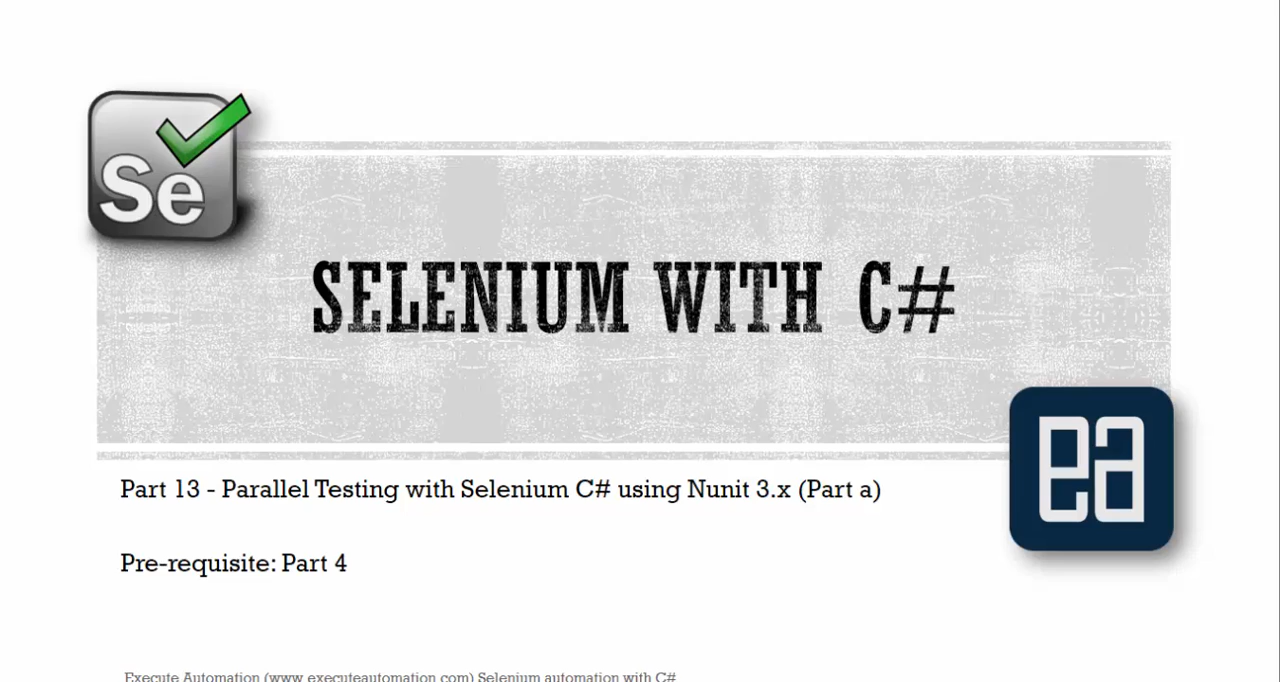 Se
SELENIUM WITH C#
ea
Part 13 - Parallel Testing with Selenium C# using Nunit 3.x (Part a)
Pre-requisite: Part 4
Execute Automation (www.executeautomation.com) Selenium automation with C#